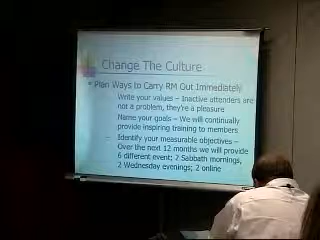 Change The Culture
Plan Ways to Carry RM Out Immediately
Write your values – Inactive attenders are
not a problem, they're a pleasure
Name your goals – We will continually
provide inspiring training to members
– Identify your measurable objectives –
Over the next 12 months we will provide
6 different event; 2 Sabbath mornings,
2 Wednesday evenings; 2 online